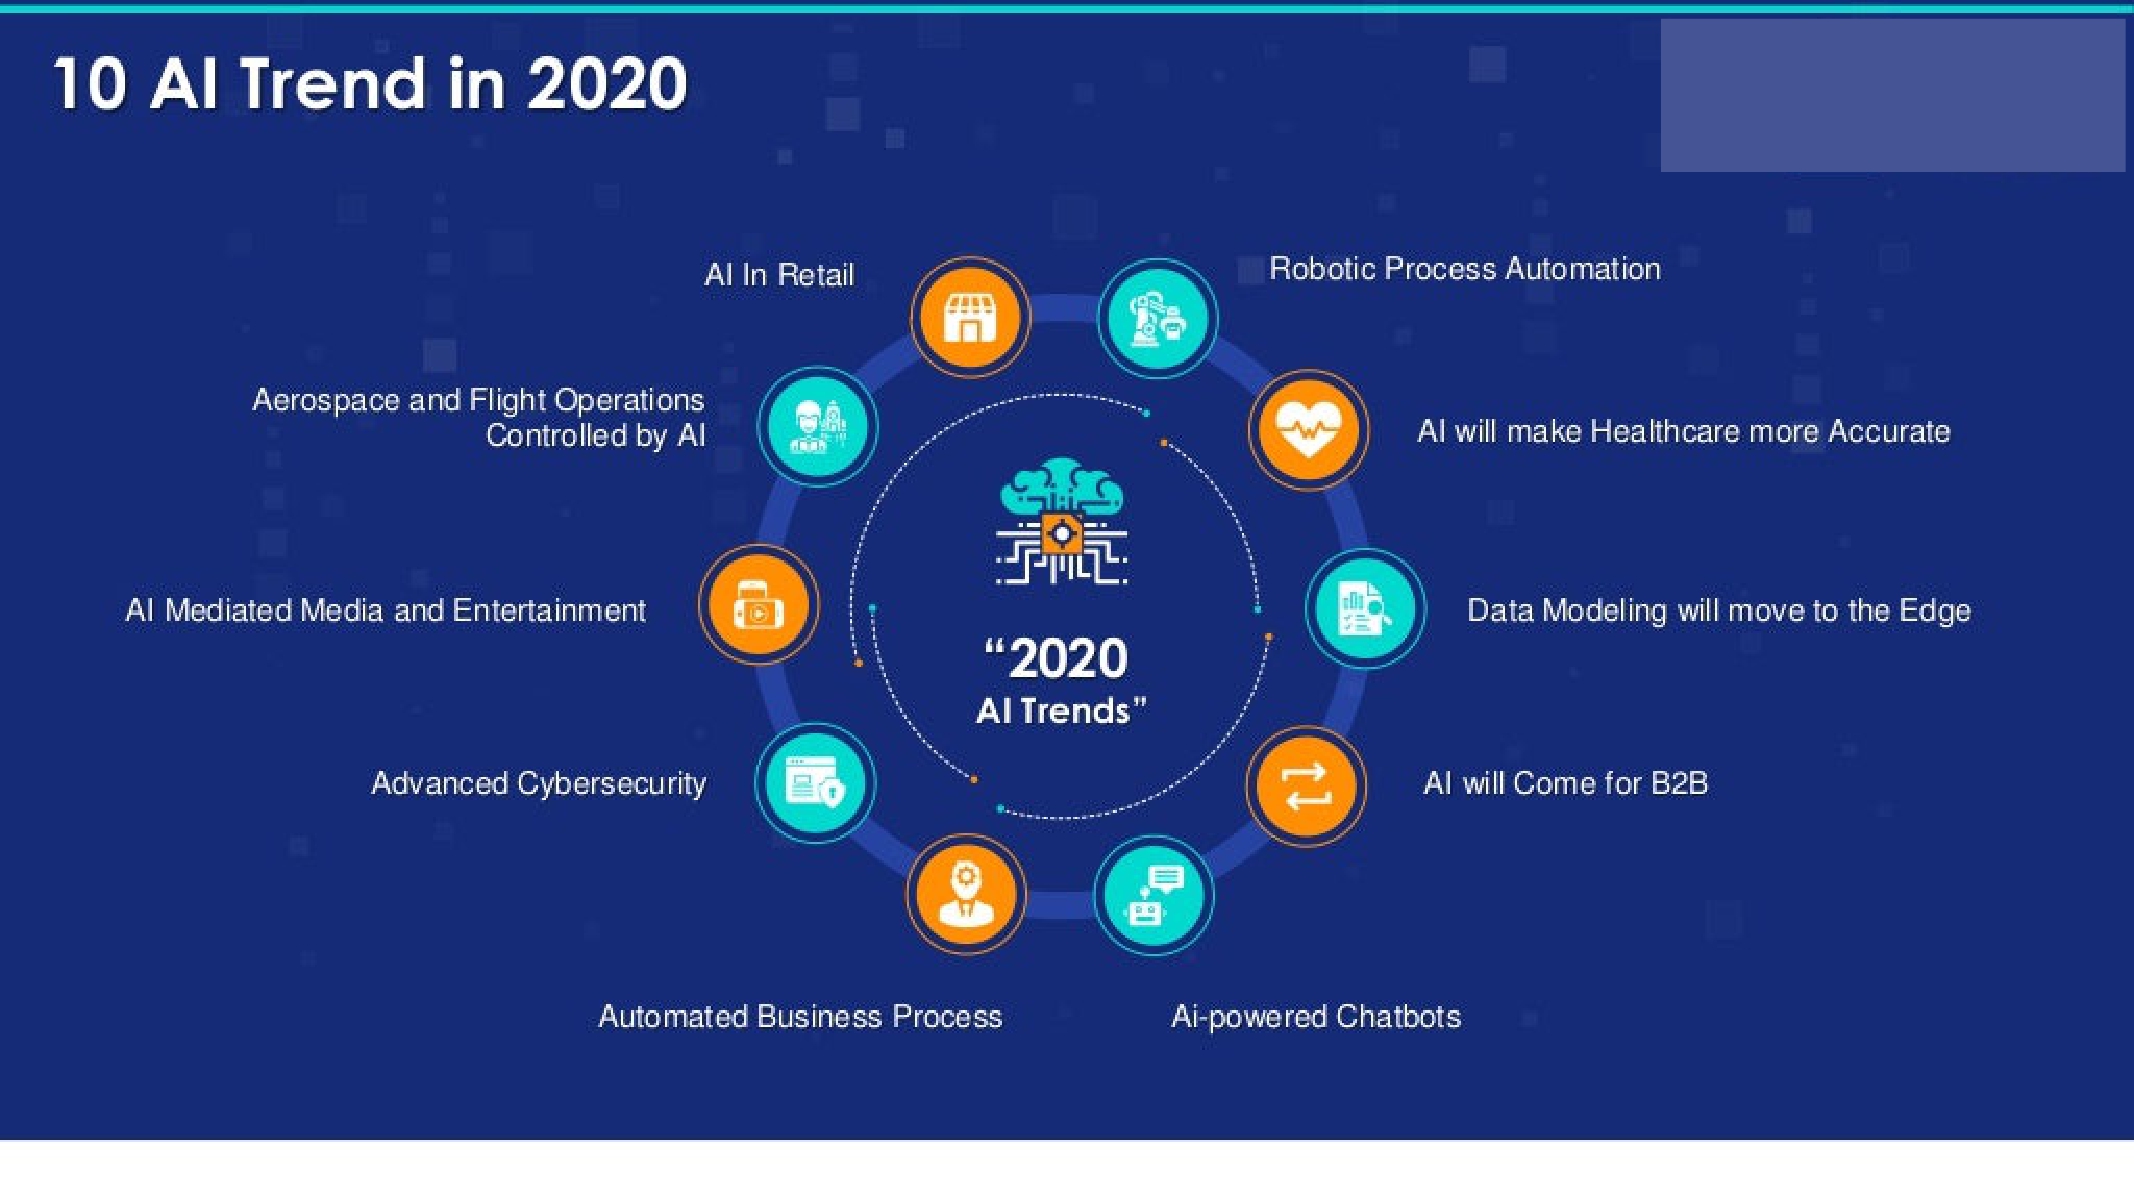 10 AI Trend in 2020
AI In Retail
Robotic Process Automation
Aerospace and Flight Operations
Controlled by AI
AI will make Healthcare more Accurate
AI Mediated Media and Entertainment
Data Modeling will move to the Edge
“2020
AI Trends”
Advanced Cybersecurity
AI will Come for B2B
Automated Business Process
Ai-powered Chatbots